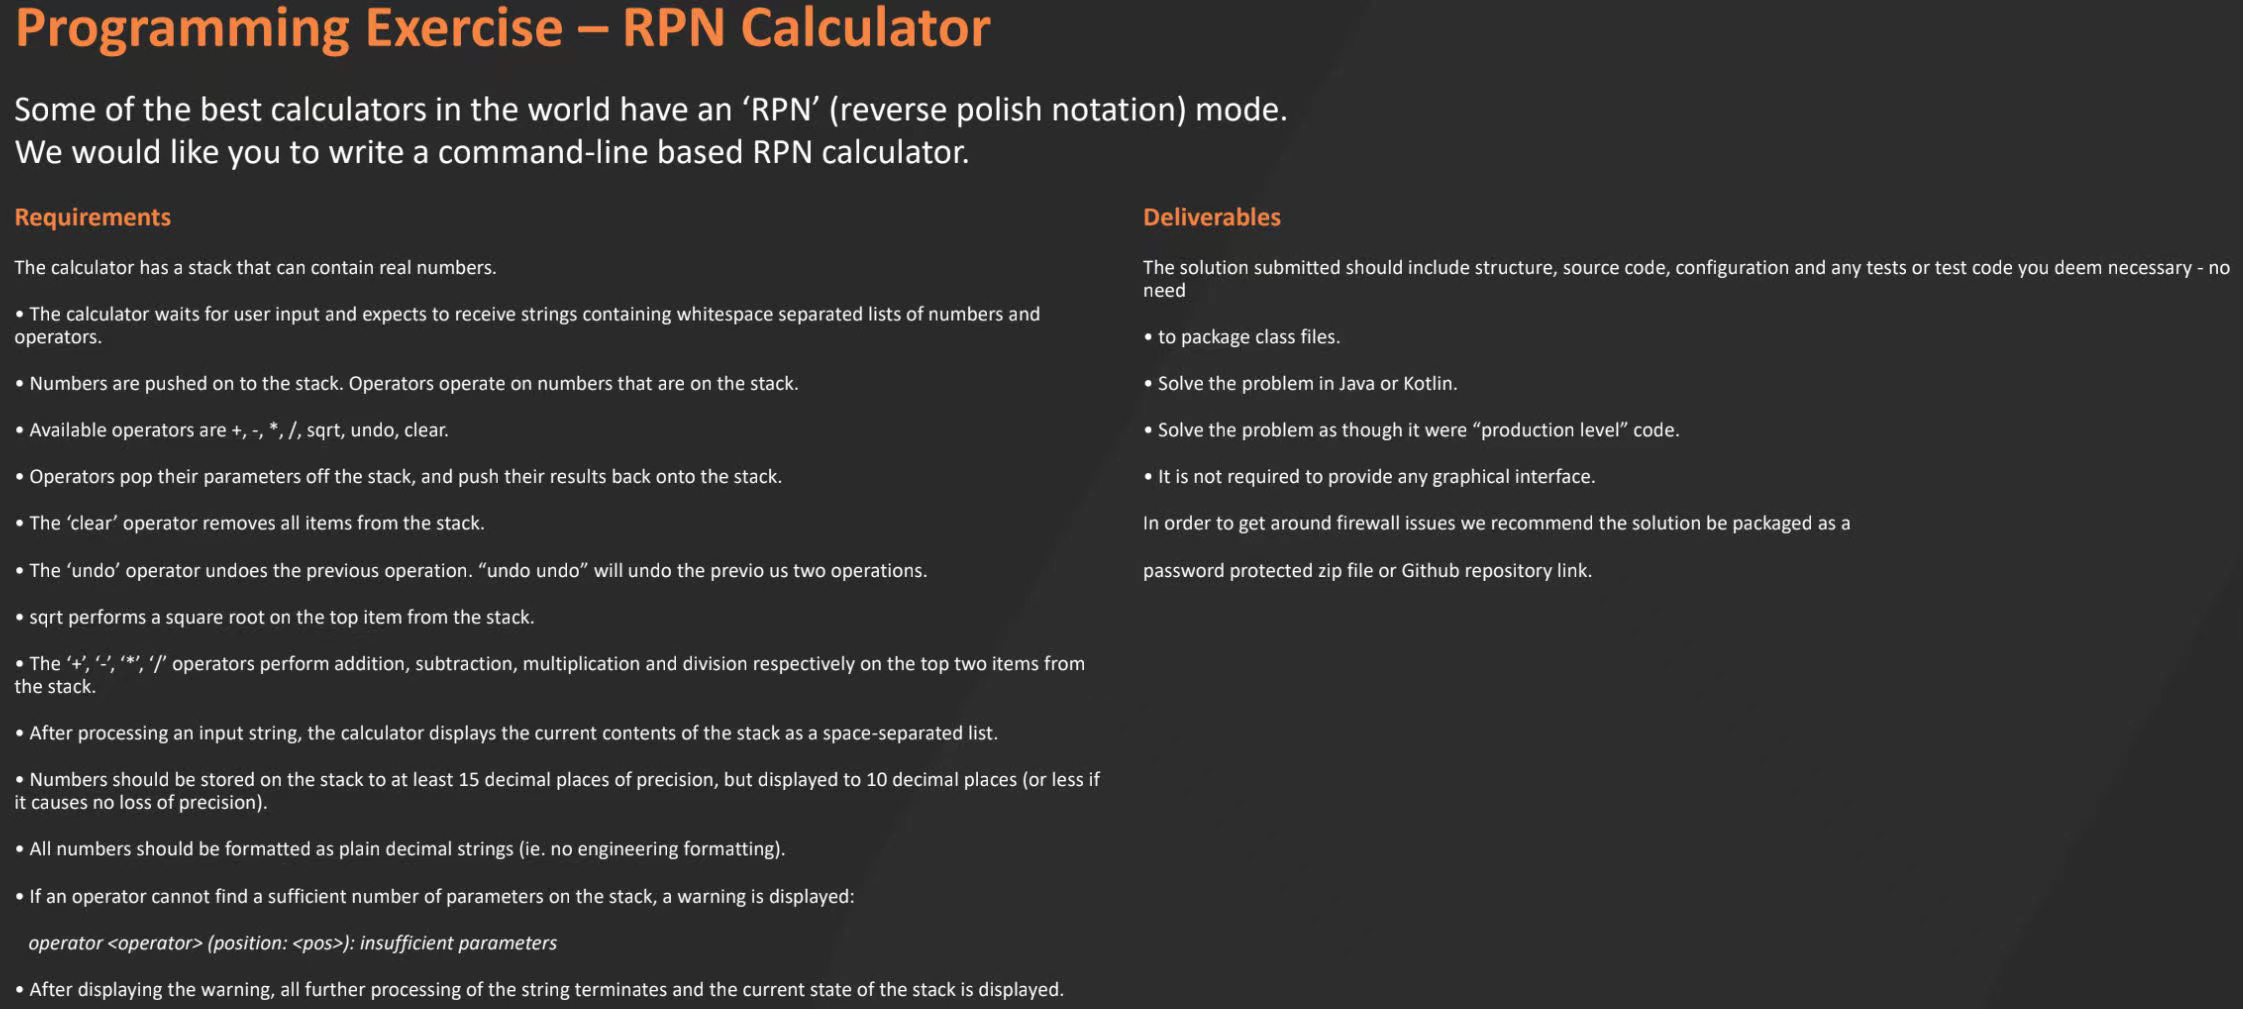 Programming Exercise – RPN Calculator
Some of the best calculators in the world have an ‘RPN’ (reverse polish notation) mode.
We would like you to write a command-line based RPN calculator.
Requirements
The calculator has a stack that can contain real numbers.
• The calculator waits for user input and expects to receive strings containing whitespace separated lists of numbers and
operators.
• Numbers are pushed on to the stack. Operators operate on numbers that are on the stack.
• Available operators are +, -, *, /, sqrt, undo, clear.
• Operators pop their parameters off the stack, and push their results back onto the stack.
• The ‘clear’ operator removes all items from the stack.
• The ‘undo’ operator undoes the previous operation. “undo undo” will undo the previo us two operations.
• sqrt performs a square root on the top item from the stack.
• The ‘+’, ‘-’, ‘*’, ‘/’ operators perform addition, subtraction, multiplication and division respectively on the top two items from
the stack.
• After processing an input string, the calculator displays the current contents of the stack as a space-separated list.
• Numbers should be stored on the stack to at least 15 decimal places of precision, but displayed to 10 decimal places (or less if
it causes no loss of precision).
• All numbers should be formatted as plain decimal strings (ie. no engineering formatting).
• If an operator cannot find a sufficient number of parameters on the stack, a warning is displayed:
operator <operator> (position: <pos>): insufficient parameters
• After displaying the warning, all further processing of the string terminates and the current state of the stack is displayed.
Deliverables
The solution submitted should include structure, source code, configuration and any tests or test code you deem necessary - no
need
• to package class files.
• Solve the problem in Java or Kotlin.
• Solve the problem as though it were “production level” code.
• It is not required to provide any graphical interface.
In order to get around firewall issues we recommend the solution be packaged as a
password protected zip file or Github repository link.